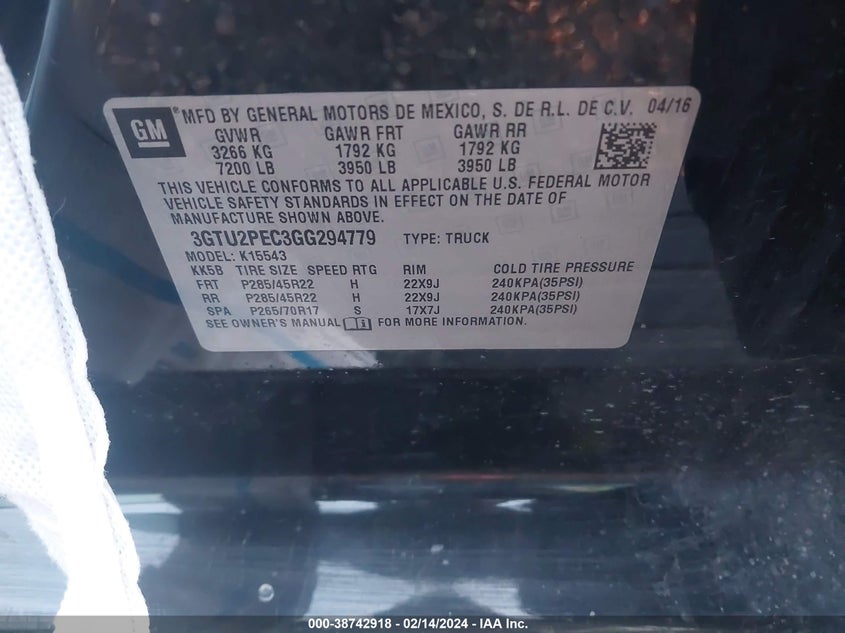 GM
® MFD BY GENERAL MOTORS DE MEXICO, S. DE R.L. DE C.V. 04/16
GVWR GAWR FRT GAWR RR
3266 KG 1792 KG 1792 KG
7200 LB 3950 LB 3950 LB
THIS VEHICLE CONFORMS TO ALL APPLICABLE U.S. FEDERAL MOTOR
VEHICLE SAFETY STANDARDS IN EFFECT ON THE DATE OF
MANUFACTURE SHOWN ABOVE.
3GTU2PEC3GG294779 TYPE: TRUCK
MODEL: K15543
KK5B TIRE SIZE SPEED RTG RIM COLD TIRE PRESSURE
FRT P285/45R22 H 22X9J 240KPA(35PSI)
RR P285/45R22 H 22X9J 240KPA(35PSI)
SPA P265/70R17 S 17X7J 240KPA(35PSI)
SEE OWNER'S MANUAL FOR MORE INFORMATION.
000-38742918 - 02/14/2024 - IAA Inc.